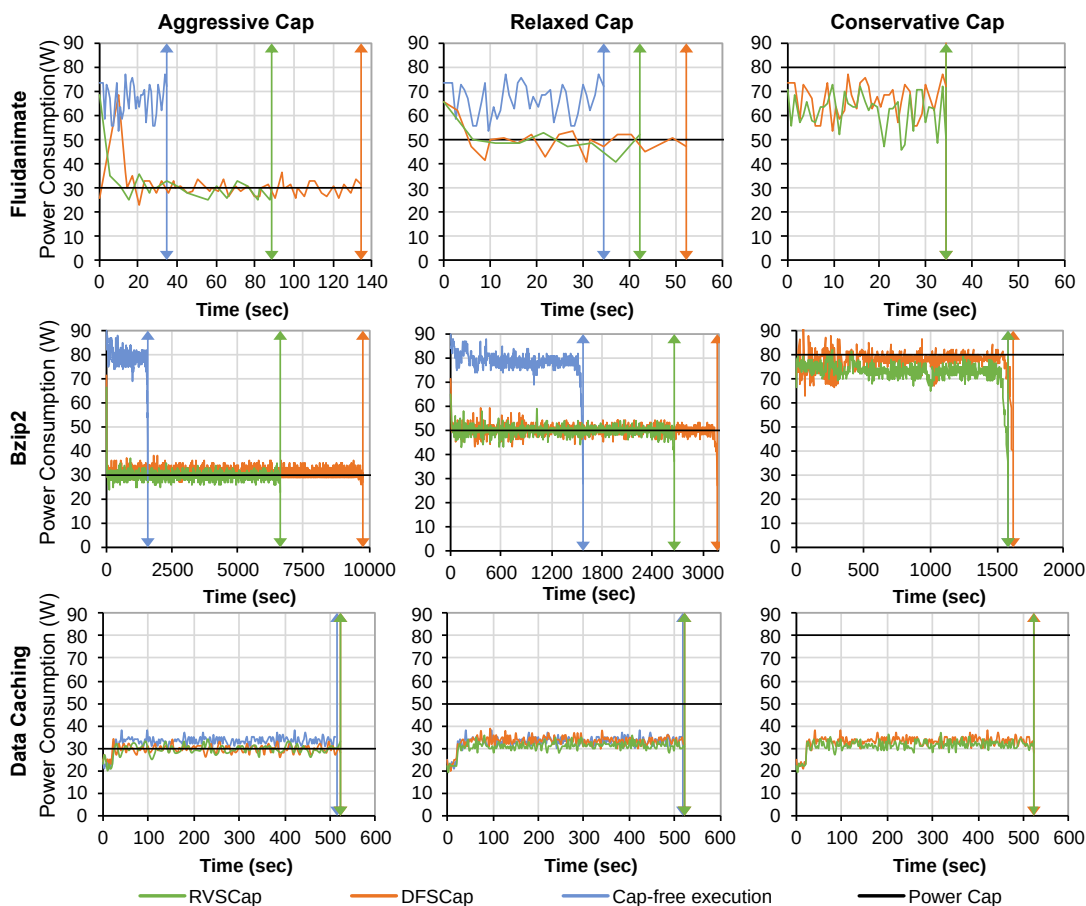 Aggressive Cap Relaxed Cap Conservative Cap
Fluidanimate
Power Consumption(W)
90 80 70 60 50 40 30 20 10 0
0 20 40 60 80 100 120 140
Time (sec)
90 80 70 60 50 40 30 20 10 0
0 10 20 30 40 50 60
Time (sec)
90 80 70 60 50 40 30 20 10 0
0 10 20 30 40 50 60 60
Time (sec)
Bzip2
Power Consumption (W)
90 80 70 60 50 40 30 20 10 0
0 2500 5000 7500 10000
Time (sec)
90 80 70 60 50 40 30 20 10 0
0 600 1200 1800 2400 3000
Time (sec)
90 80 70 60 50 40 30 20 10 0
0 500 1000 1500 2000
Time (sec)
Data Caching
Power Consumption (W)
90 80 70 60 50 40 30 20 10 0
0 100 200 300 400 500 600
Time (sec)
90 80 70 60 50 40 30 20 10 0
0 100 200 300 400 500 600
Time (sec)
90 80 70 60 50 40 30 20 10 0
0 100 200 300 400 500 600
Time (sec)
RVSCap DFSCap Cap-free execution Power Cap